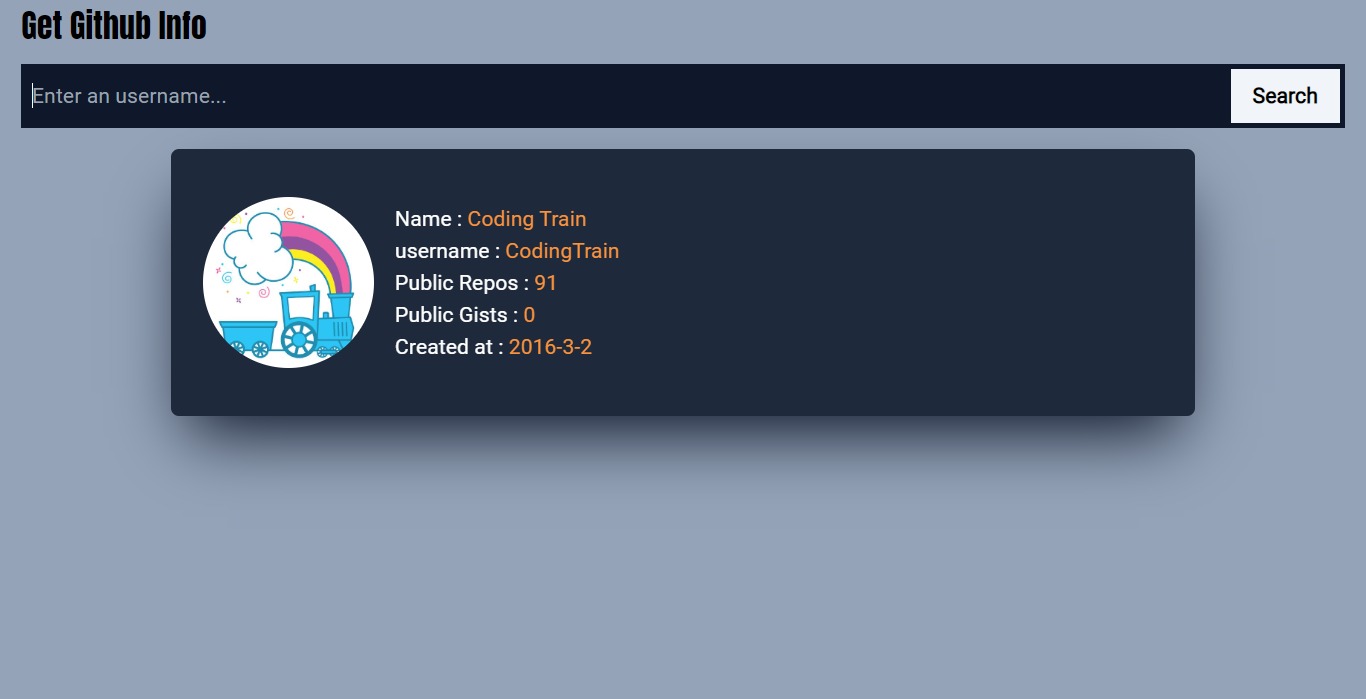 Get Github Info
Enter an username...
Search
Name : Coding Train
username : CodingTrain
Public Repos : 91
Public Gists : 0
Created at : 2016-3-2